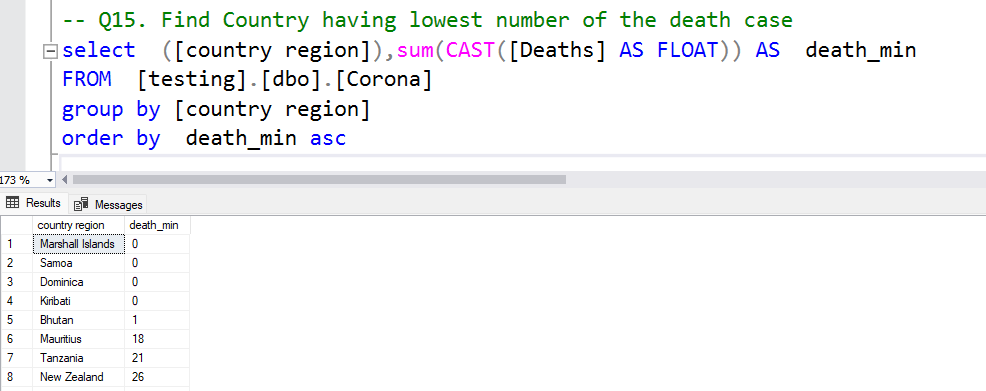 -- Q15. Find Country having lowest number of the death case
select ([country region]),sum(CAST([Deaths] AS FLOAT)) AS death_min
FROM [testing].[dbo].[Corona]
group by [country region]
order by death_min asc
173 %
Results Messages
country region death_min
1 Marshall Islands 0
2 Samoa 0
3 Dominica 0
4 Kiribati 0
5 Bhutan 1
6 Mauritius 18
7 Tanzania 21
8 New Zealand 26